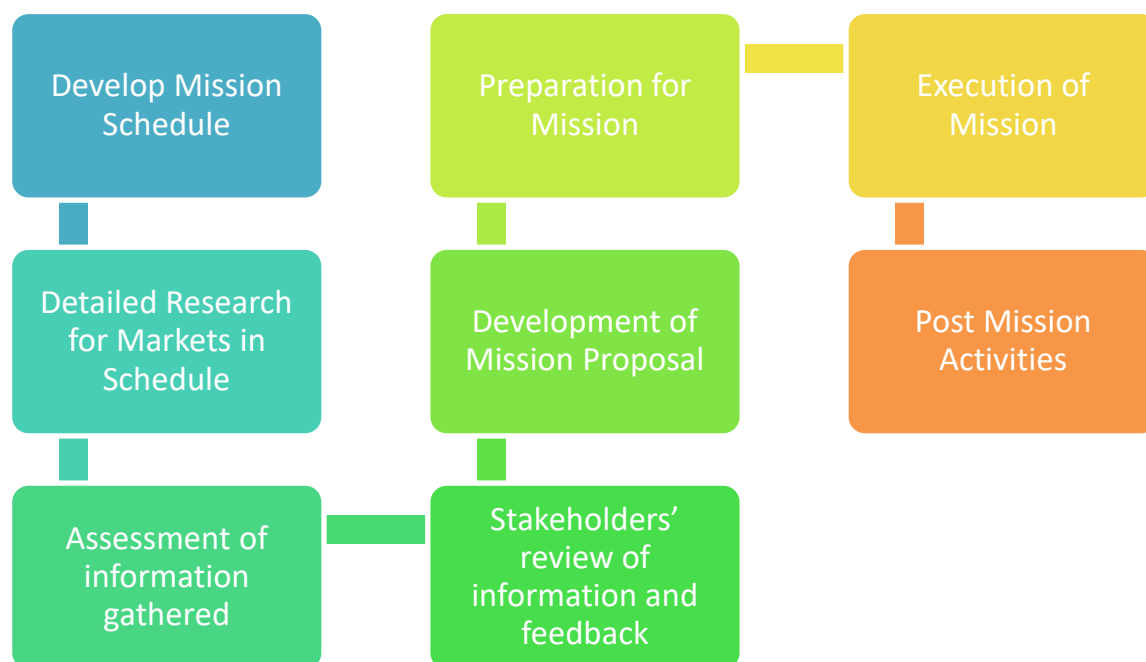 Develop Mission
Schedule
Detailed Research
for Markets in
Schedule
Assessment of
information
gathered
Stakeholders’
review of
information and
feedback
Development of
Mission Proposal
Preparation for
Mission
Execution of
Mission
Post Mission
Activities